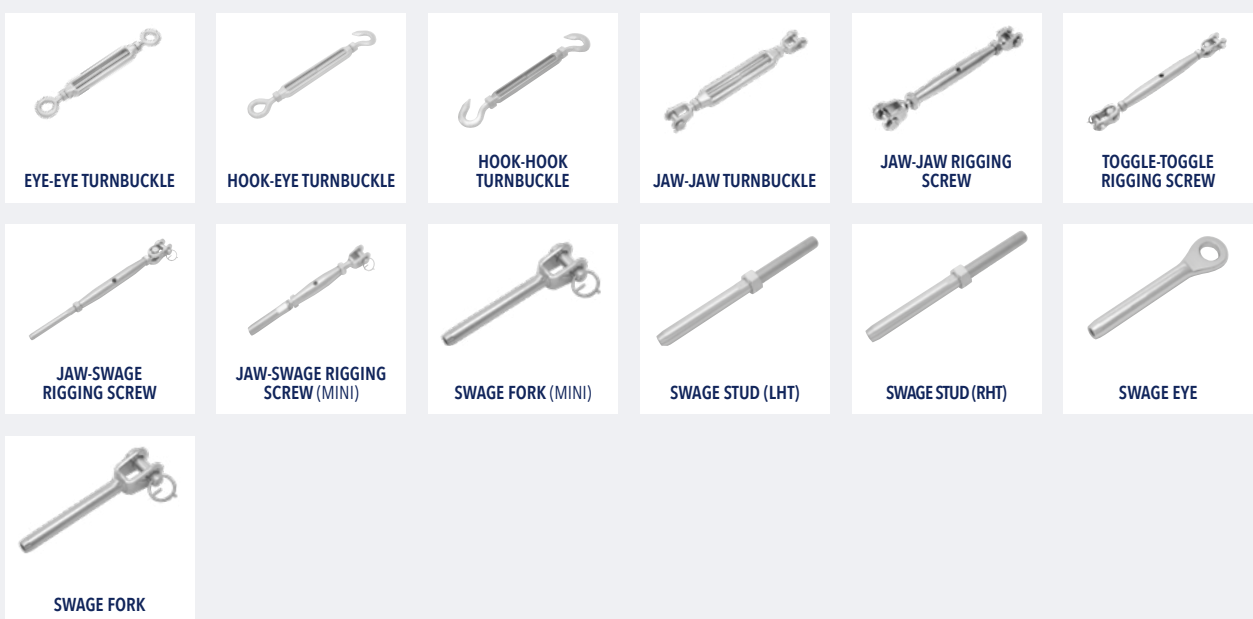 EYE-EYE TURNBUCKLE
HOOK-EYE TURNBUCKLE
HOOK-HOOK
TURNBUCKLE
JAW-JAW TURNBUCKLE
JAW-JAW RIGGING
SCREW
TOGGLE-TOGGLE
RIGGING SCREW
JAW-SWAGE
RIGGING SCREW
JAW-SWAGE RIGGING
SCREW (MINI)
SWAGE FORK (MINI)
SWAGE STUD (LHT)
SWAGE STUD (RHT)
SWAGE EYE
SWAGE FORK